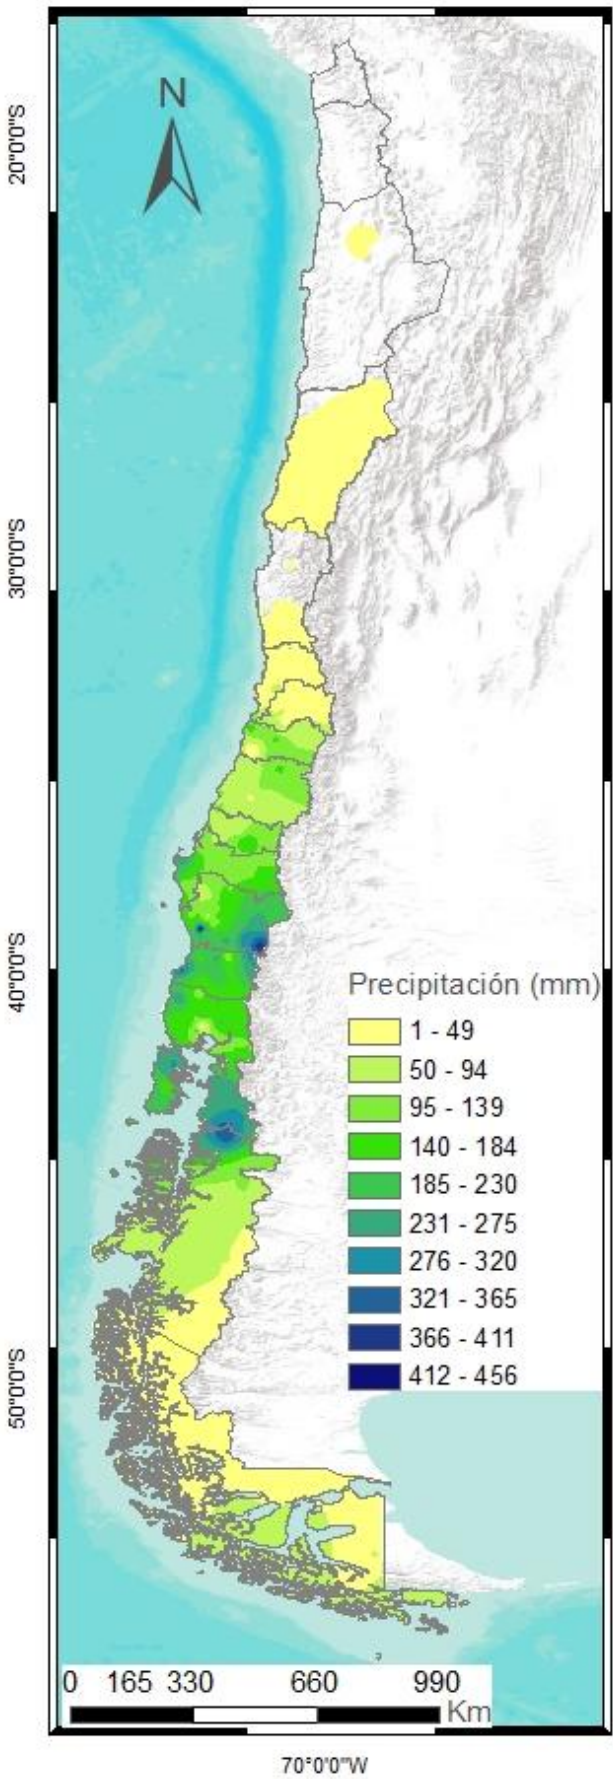 N
20°0'0"S
30°0'0"S
40°0'0"S
50°0'0"S
Precipitación (mm)
1 - 49
50 - 94
95 - 139
140 - 184
185 - 230
231 - 275
276 - 320
321 - 365
366 - 411
412 - 456
0 165 330 660 990
Km
70°0'0"W